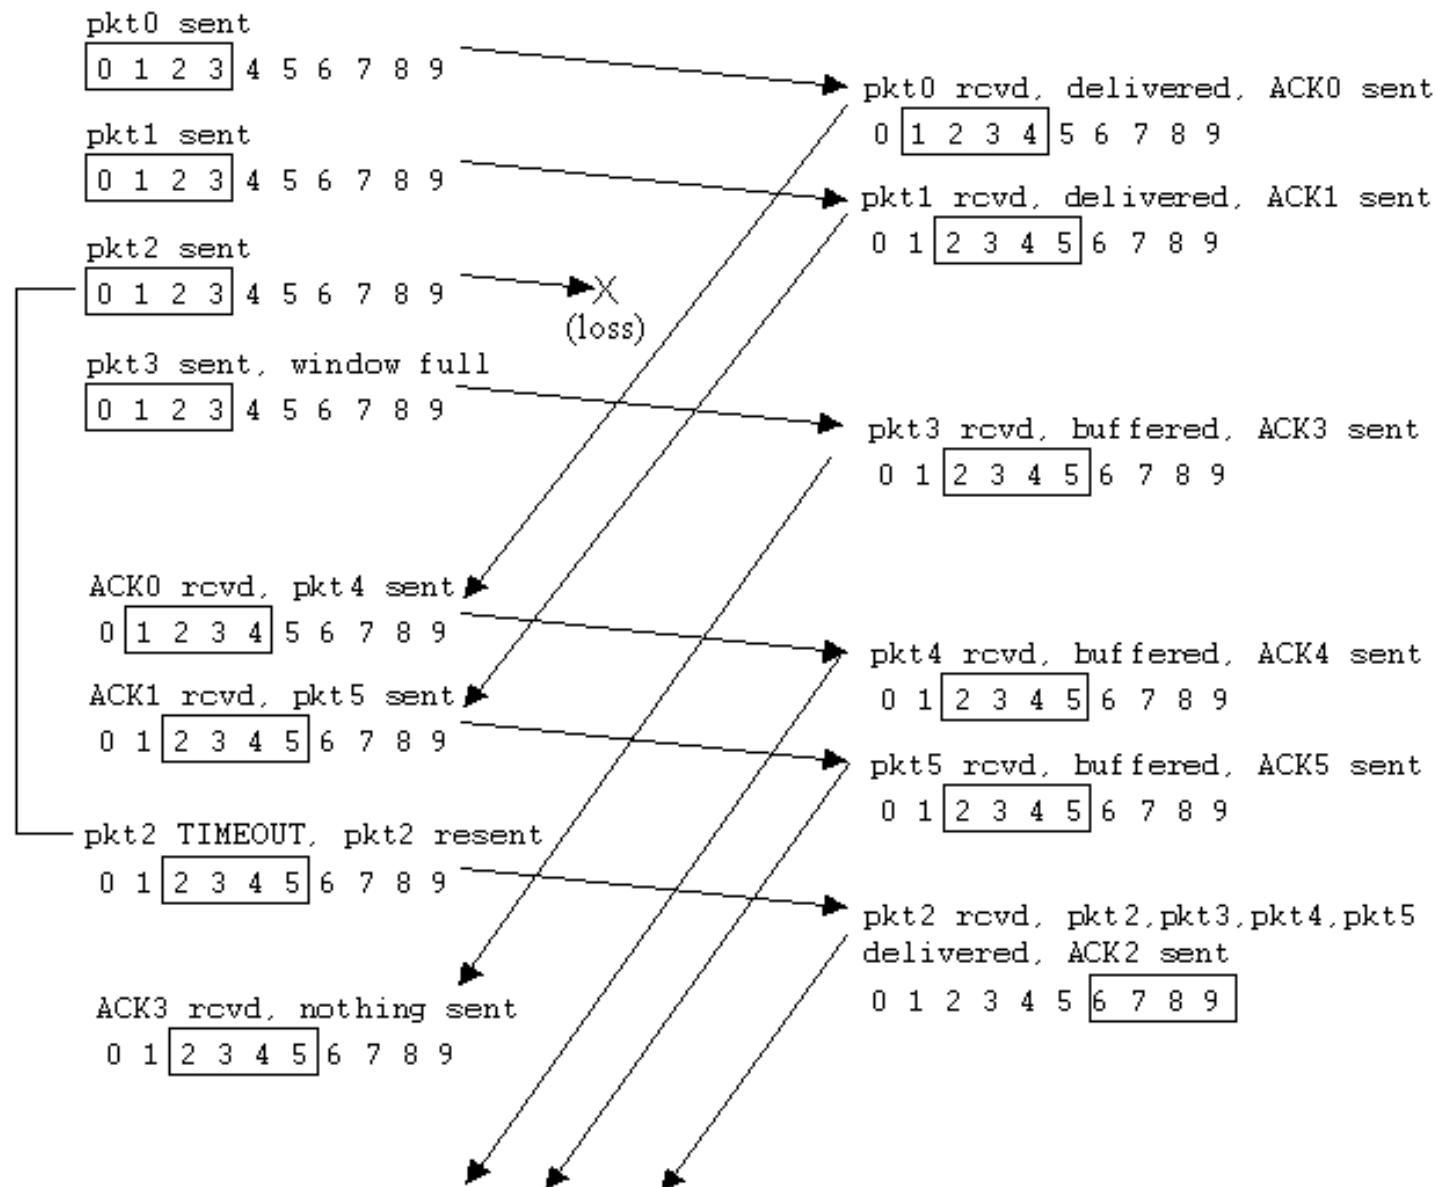 pkt0 sent
0 1 2 3 4 5 6 7 8 9
pkt0 rcvd, delivered, ACK0 sent
0 1 2 3 4 5 6 7 8 9
pkt1 sent
0 1 2 3 4 5 6 7 8 9
pkt1 rcvd, delivered, ACK1 sent
0 1 2 3 4 5 6 7 8 9
pkt2 sent
0 1 2 3 4 5 6 7 8 9
X
(loss)
pkt3 sent, window full
0 1 2 3 4 5 6 7 8 9
pkt3 rcvd, buffered, ACK3 sent
0 1 2 3 4 5 6 7 8 9
ACK0 rcvd, pkt4 sent
0 1 2 3 4 5 6 7 8 9
pkt4 rcvd, buffered, ACK4 sent
0 1 2 3 4 5 6 7 8 9
ACK1 rcvd, pkt5 sent
0 1 2 3 4 5 6 7 8 9
pkt5 rcvd, buffered, ACK5 sent
0 1 2 3 4 5 6 7 8 9
pkt2 TIMEOUT, pkt2 resent
0 1 2 3 4 5 6 7 8 9
pkt2 rcvd, pkt2,pkt3,pkt4,pkt5
delivered, ACK2 sent
0 1 2 3 4 5 6 7 8 9
ACK3 rcvd, nothing sent
0 1 2 3 4 5 6 7 8 9